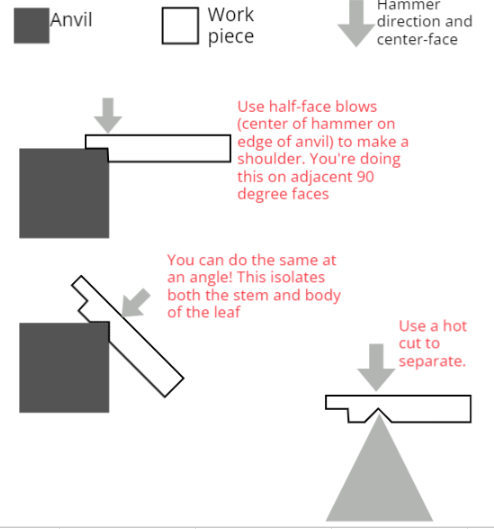 Anvil
Work
piece
Hammer
direction and
center-face
Use half-face blows
(center of hammer on
edge of anvil) to make a
shoulder. You're doing
this on adjacent 90
degree faces
You can do the same at
an angle! This isolates
both the stem and body
of the leaf
Use a hot
cut to
separate.